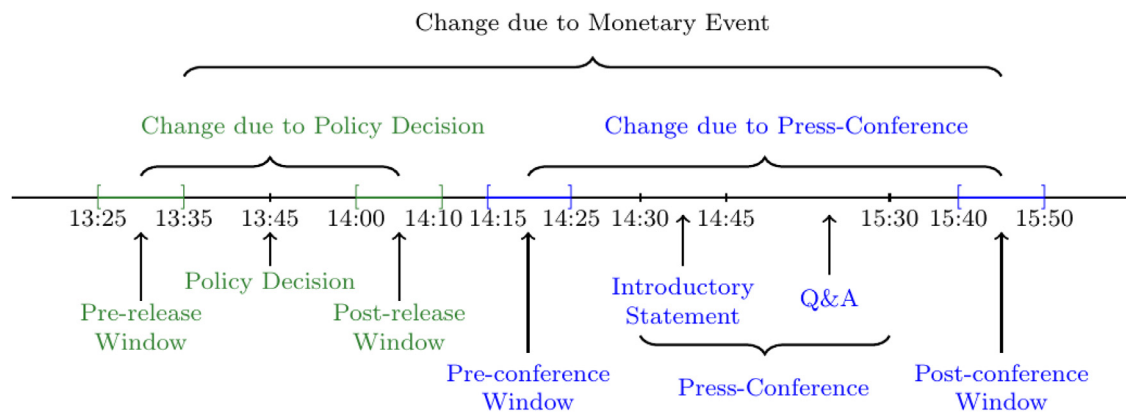 Change due to Monetary Event
Change due to Policy Decision
Change due to Press-Conference
13:25 13:35 13:45 14:00 14:10 14:15 14:25 14:30 14:45 15:30 15:40 15:50
Policy Decision
Pre-release
Window
Post-release
Window
Introductory
Statement
Q&A
Pre-conference
Window
Press-Conference
Post-conference
Window